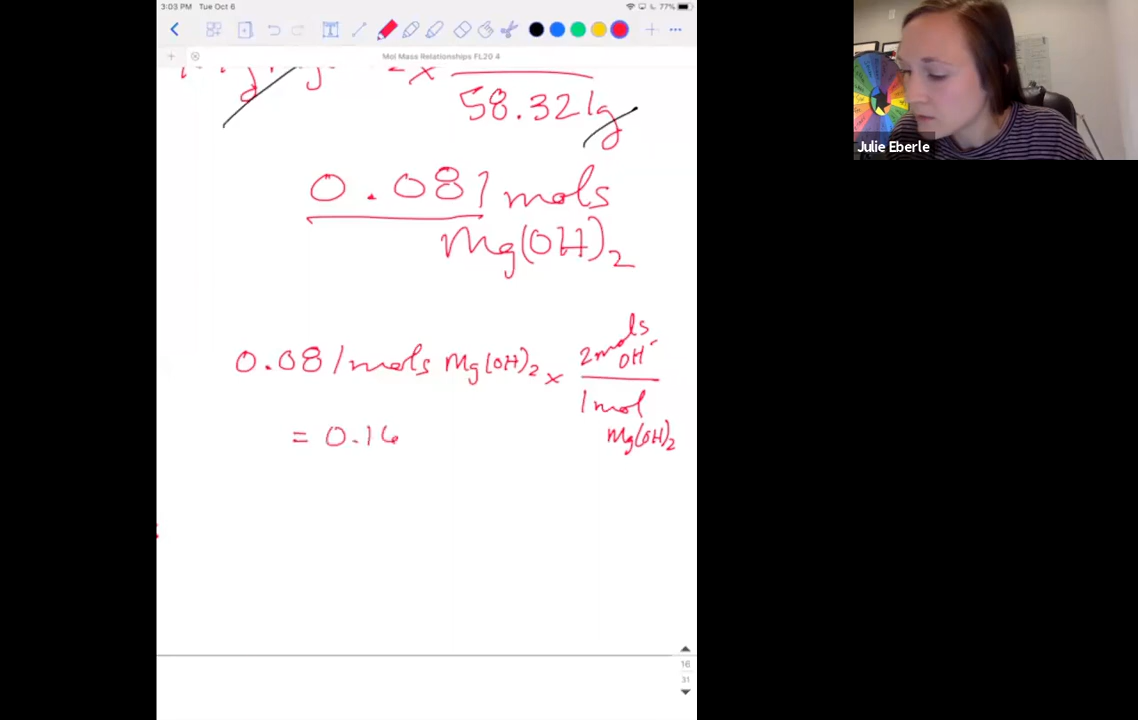 3:03 PM Tue Oct 6
77%
Mol Mass Relationships FL20 4
x
58.321g
0.081 mols
Mg(OH)2
0.081 mols Mg(OH)2 x 2 mols OH-
1 mol Mg(OH)2
= 0.16
16
31
Julie Eberle